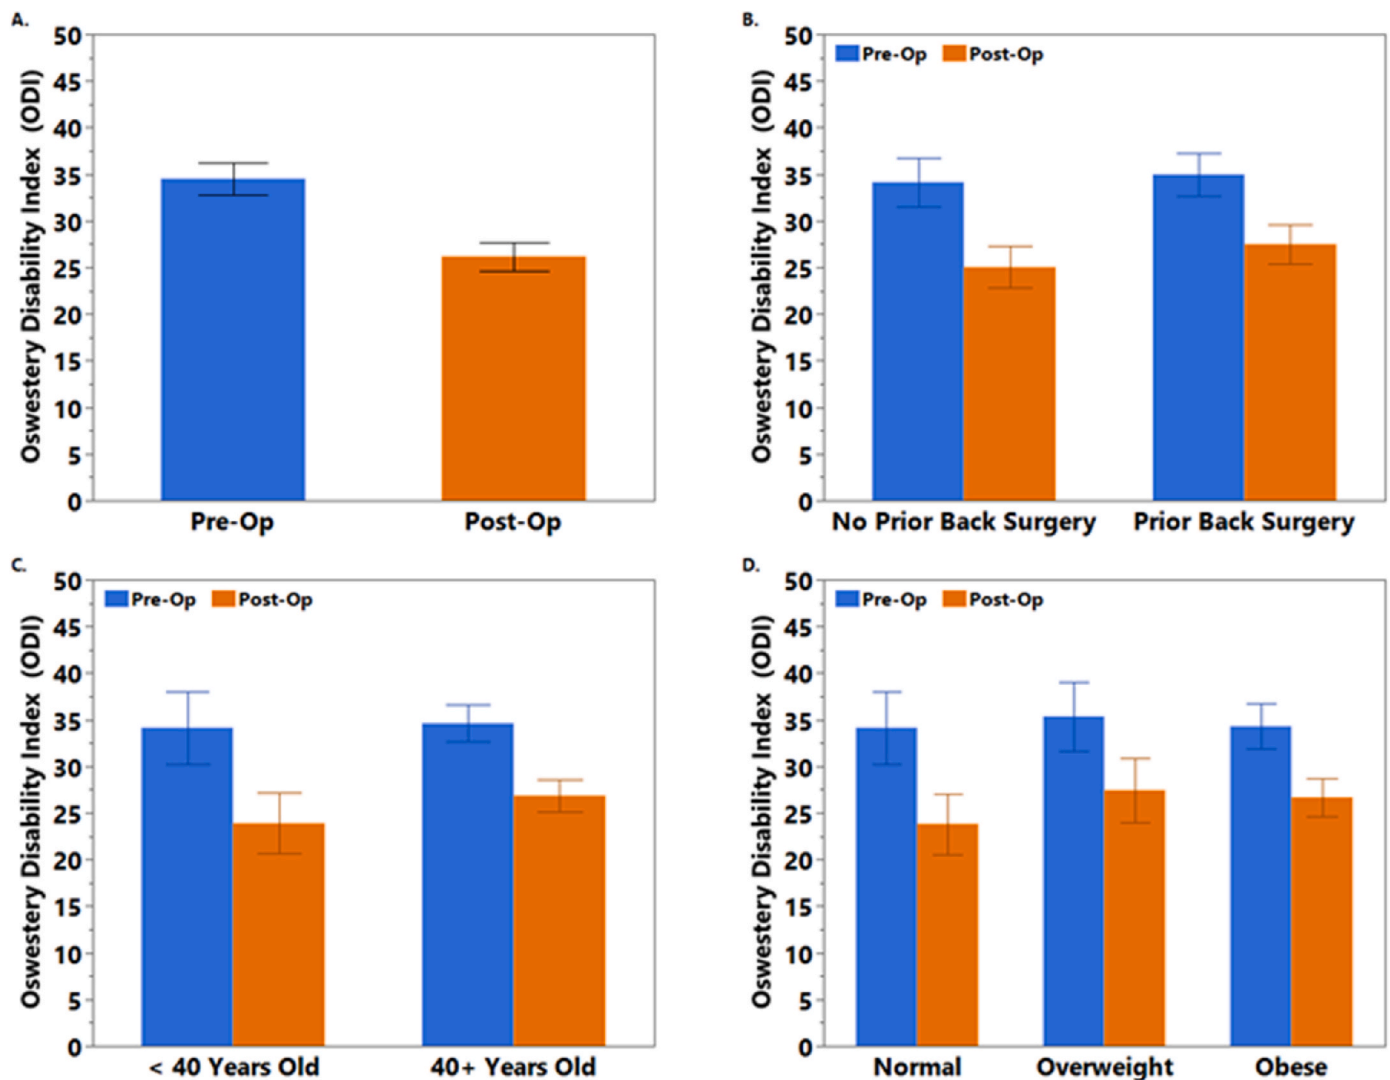 A.
Oswestery Disability Index (ODI)
50
45
40
35
30
25
20
15
10
5
0
Pre-Op Post-Op
B.
Oswestery Disability Index (ODI)
50
45
40
35
30
25
20
15
10
5
0
Pre-Op Post-Op
No Prior Back Surgery Prior Back Surgery
C.
Oswestery Disability Index (ODI)
50
45
40
35
30
25
20
15
10
5
0
Pre-Op Post-Op
< 40 Years Old 40+ Years Old
D.
Oswestery Disability Index (ODI)
50
45
40
35
30
25
20
15
10
5
0
Pre-Op Post-Op
Normal Overweight Obese